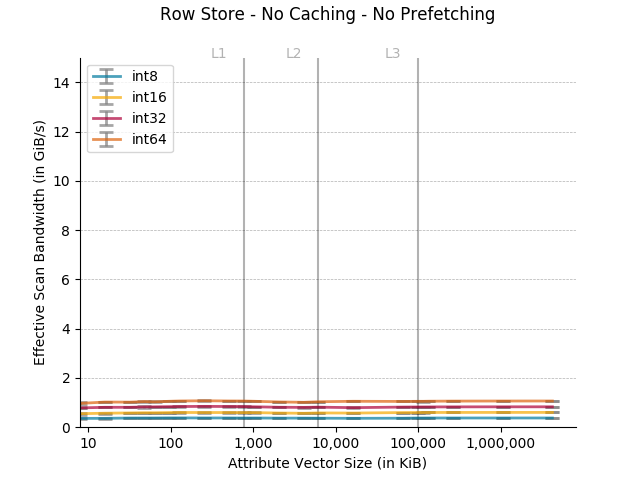 Row Store - No Caching - No Prefetching
L1 L2 L3
int8
int16
int32
int64
14
12
10
8
6
4
2
0
Effective Scan Bandwidth (in GiB/s)
10 100 1,000 10,000 100,000 1,000,000
Attribute Vector Size (in KiB)